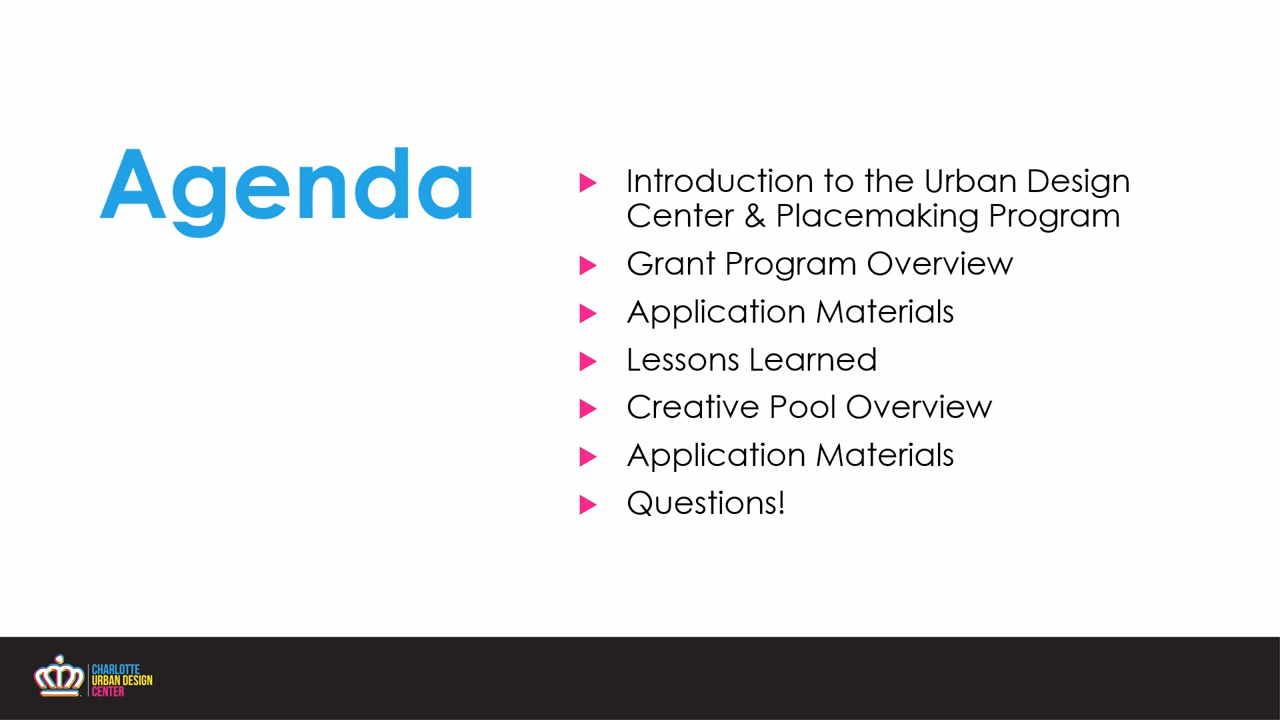 Agenda
Introduction to the Urban Design
Center & Placemaking Program
Grant Program Overview
Application Materials
Lessons Learned
Creative Pool Overview
Application Materials
Questions!
CHARLOTTE
URBAN DESIGN
CENTER